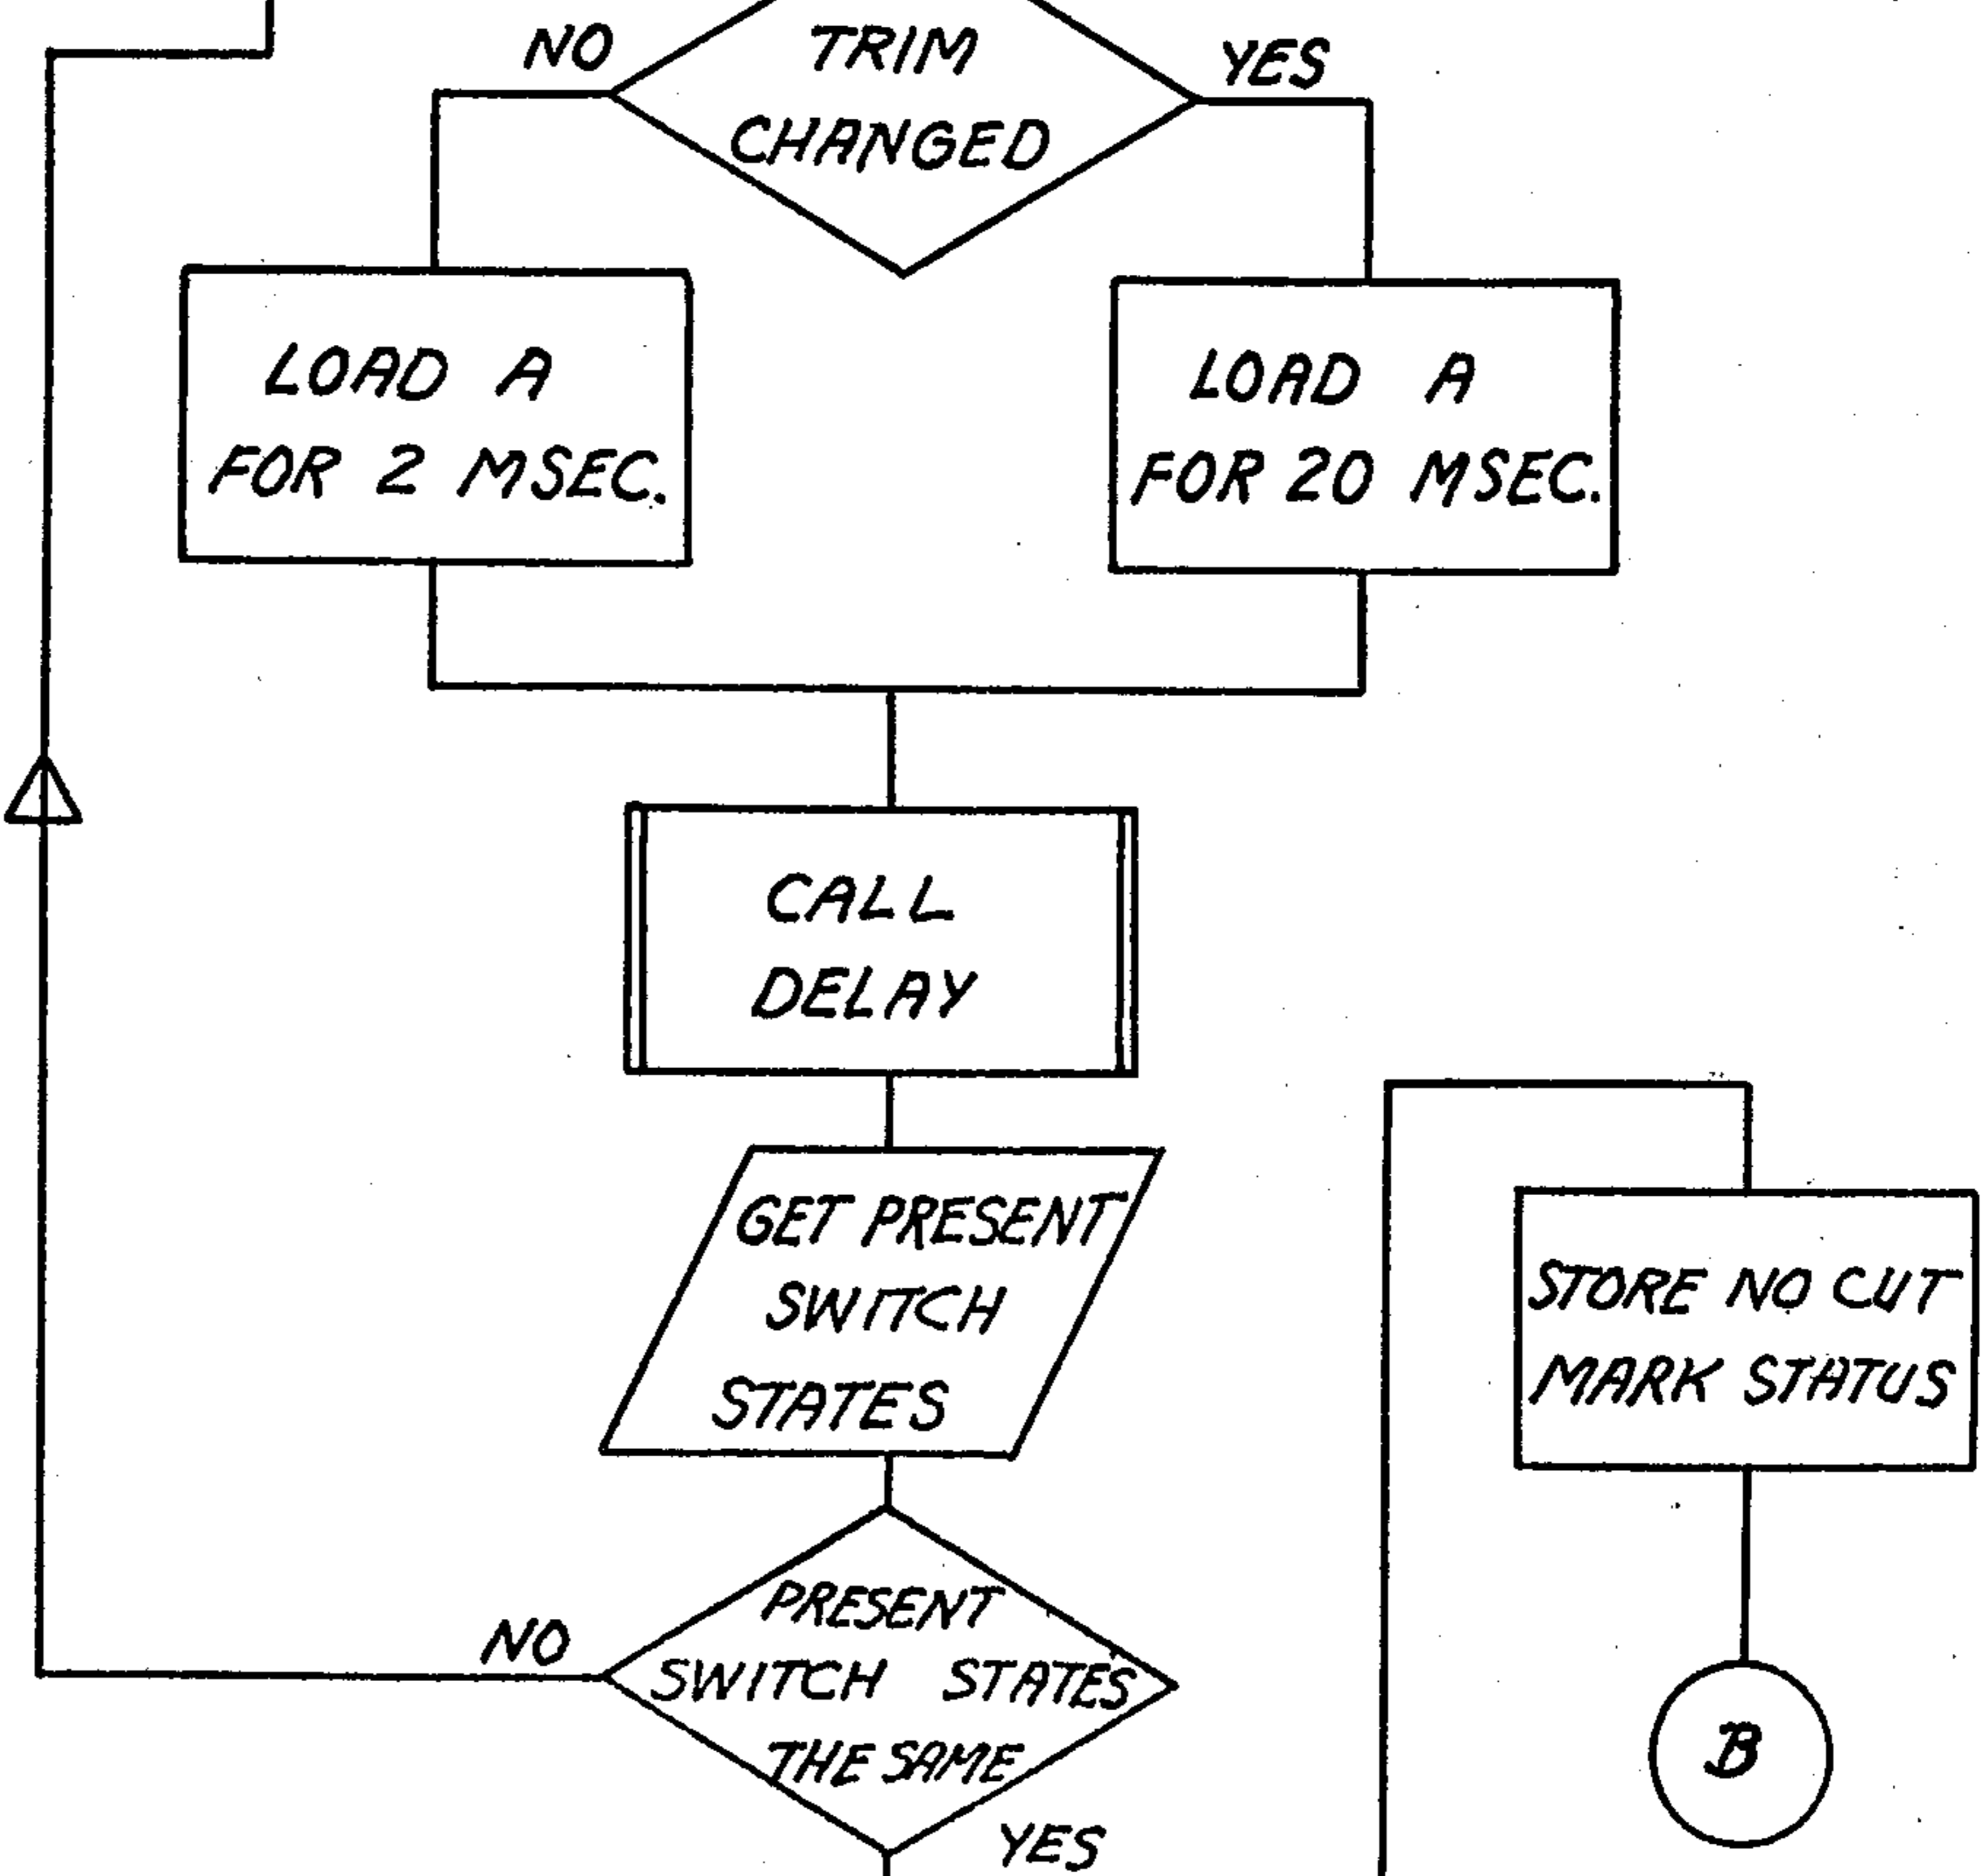 NO
TRIM
CHANGED
YES
LOAD A
FOR 2 MSEC.
LOAD A
FOR 20 MSEC.
CALL
DELAY
GET PRESENT
SWITCH
STATES
STORE NO CUT
MARK STATUS
PRESENT
SWITCH STATES
THE SAME
NO
YES
B